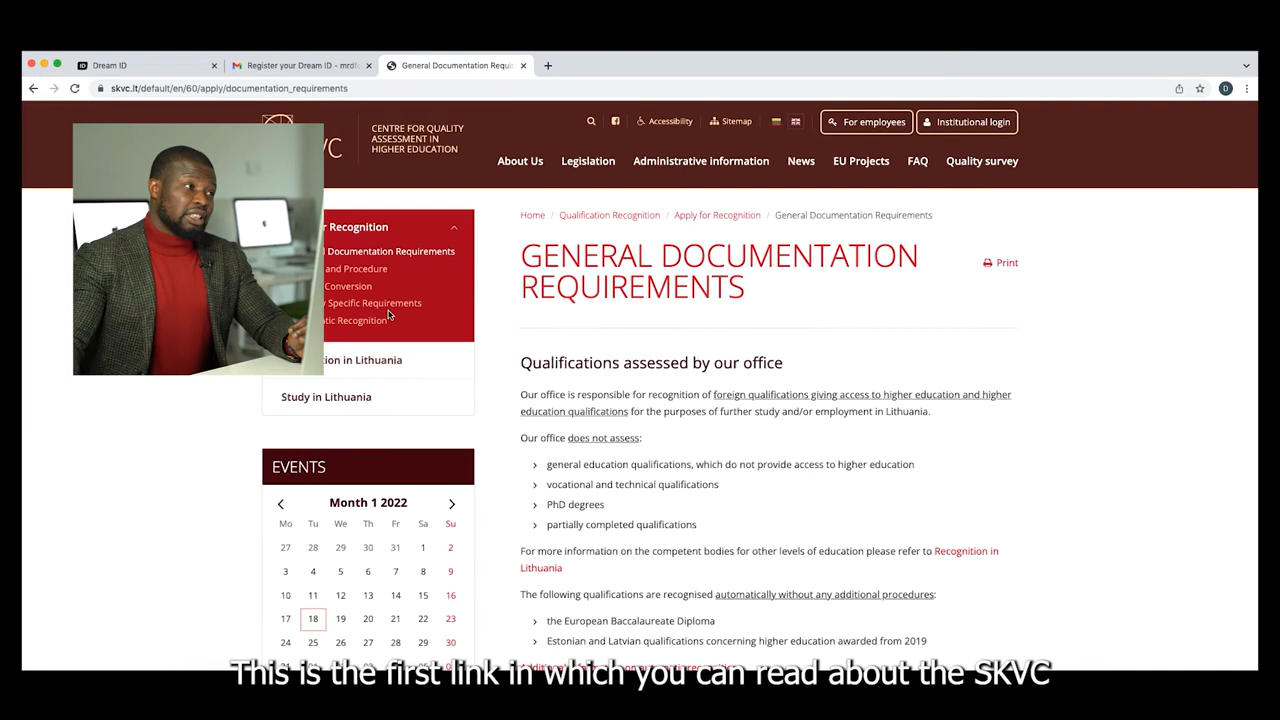 Dream ID
Register your Dream ID - mrdfo
General Documentation Requi
skvc.lt/default/en/60/apply/documentation_requirements
D
VC
CENTRE FOR QUALITY
ASSESSMENT IN
HIGHER EDUCATION
Accessibility
Sitemap
For employees
Institutional login
About Us
Legislation
Administrative information
News
EU Projects
FAQ
Quality survey
r Recognition
l Documentation Requirements
and Procedure
Conversion
y Specific Requirements
tic Recognition
tion in Lithuania
Study in Lithuania
EVENTS
Month 1 2022
Mo Tu We Th Fr Sa Su
27 28 29 30 31 1 2
3 4 5 6 7 8 9
10 11 12 13 14 15 16
17 18 19 20 21 22 23
24 25 26 27 28 29 30
Home / Qualification Recognition / Apply for Recognition / General Documentation Requirements
GENERAL DOCUMENTATION
REQUIREMENTS
Print
Qualifications assessed by our office
Our office is responsible for recognition of foreign qualifications giving access to higher education and higher
education qualifications for the purposes of further study and/or employment in Lithuania.
Our office does not assess:
general education qualifications, which do not provide access to higher education
vocational and technical qualifications
PhD degrees
partially completed qualifications
For more information on the competent bodies for other levels of education please refer to Recognition in
Lithuania
The following qualifications are recognised automatically without any additional procedures:
the European Baccalaureate Diploma
Estonian and Latvian qualifications concerning higher education awarded from 2019
This is the first link in which you can read about the SKVC